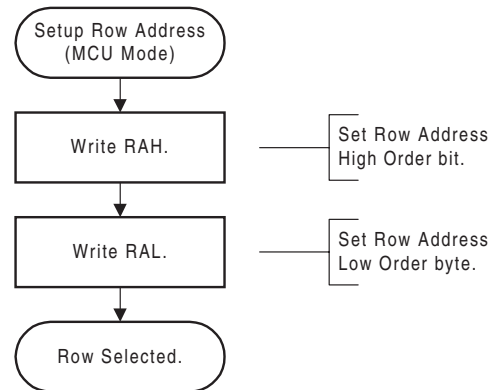 Setup Row Address
(MCU Mode)
Write RAH.
Set Row Address
High Order bit.
Write RAL.
Set Row Address
Low Order byte.
Row Selected.